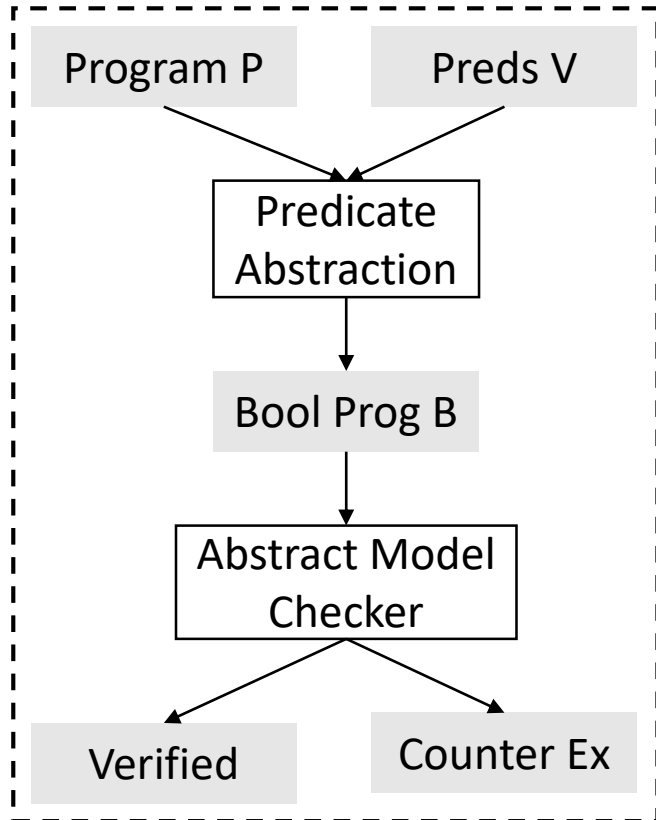 Program P
Preds V
Predicate
Abstraction
Bool Prog B
Abstract Model
Checker
Verified
Counter Ex